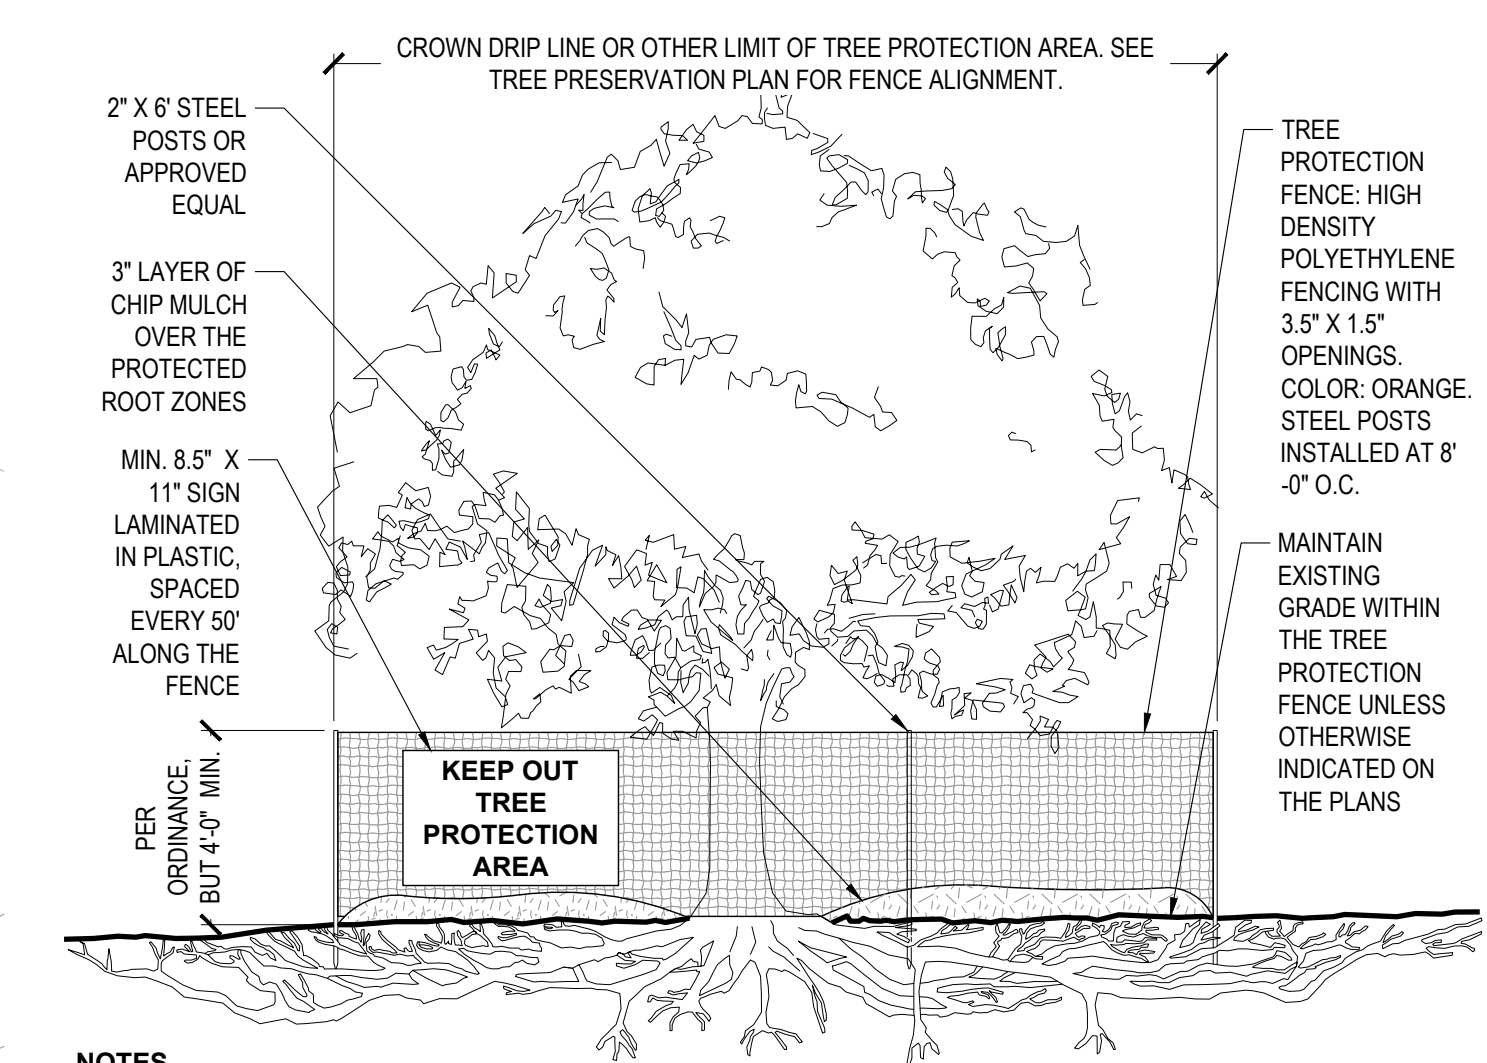 CROWN DRIP LINE OR OTHER LIMIT OF TREE PROTECTION AREA. SEE
TREE PRESERVATION PLAN FOR FENCE ALIGNMENT.
2" X 6' STEEL
POSTS OR
APPROVED
EQUAL
3" LAYER OF
CHIP MULCH
OVER THE
PROTECTED
ROOT ZONES
MIN. 8.5" X
11" SIGN
LAMINATED
IN PLASTIC,
SPACED
EVERY 50'
ALONG THE
FENCE
TREE
PROTECTION
FENCE: HIGH
DENSITY
POLYETHYLENE
FENCING WITH
3.5" X 1.5"
OPENINGS.
COLOR: ORANGE.
STEEL POSTS
INSTALLED AT 8'
-0" O.C.
MAINTAIN
EXISTING
GRADE WITHIN
THE TREE
PROTECTION
FENCE UNLESS
OTHERWISE
INDICATED ON
THE PLANS
PER
ORDINANCE,
BUT 4'-0" MIN.
KEEP OUT
TREE
PROTECTION
AREA
NOTES